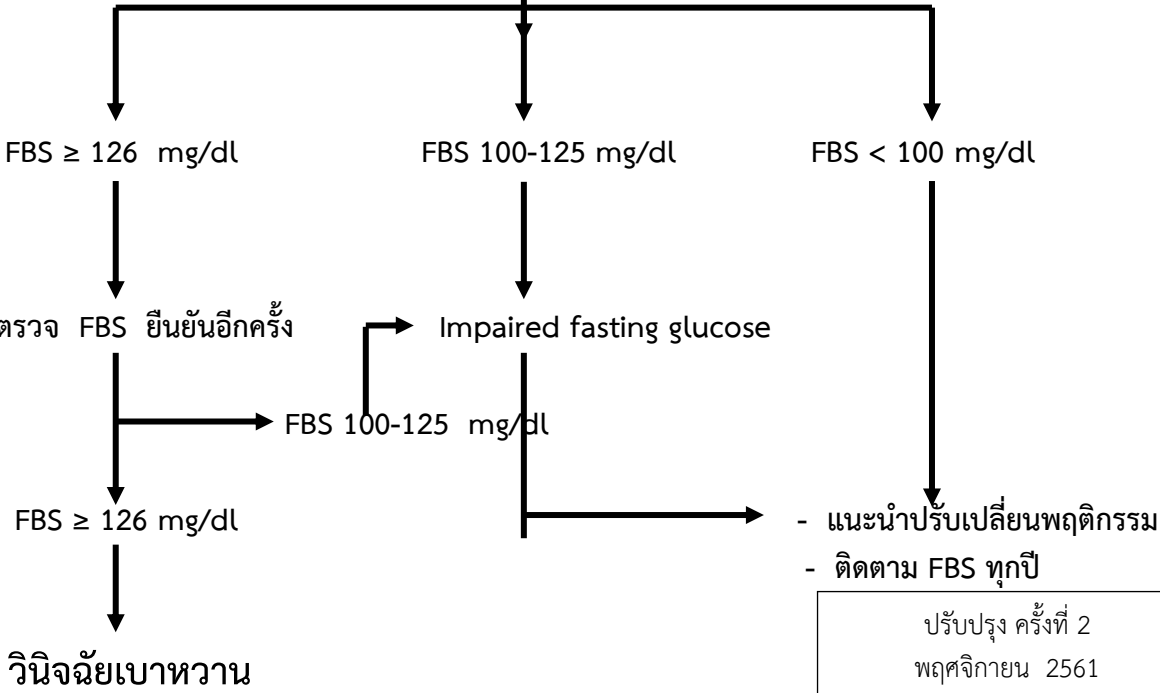 FBS ≥ 126 mg/dl
FBS 100-125 mg/dl
FBS < 100 mg/dl
ตรวจ FBS ยืนยันอีกครั้ง
Impaired fasting glucose
FBS 100-125 mg/dl
FBS ≥ 126 mg/dl
- แนะนำปรับเปลี่ยนพฤติกรรม
- ติดตาม FBS ทุกปี
วินิจฉัยเบาหวาน
ปรับปรุง ครั้งที่ 2
พฤศจิกายน 2561